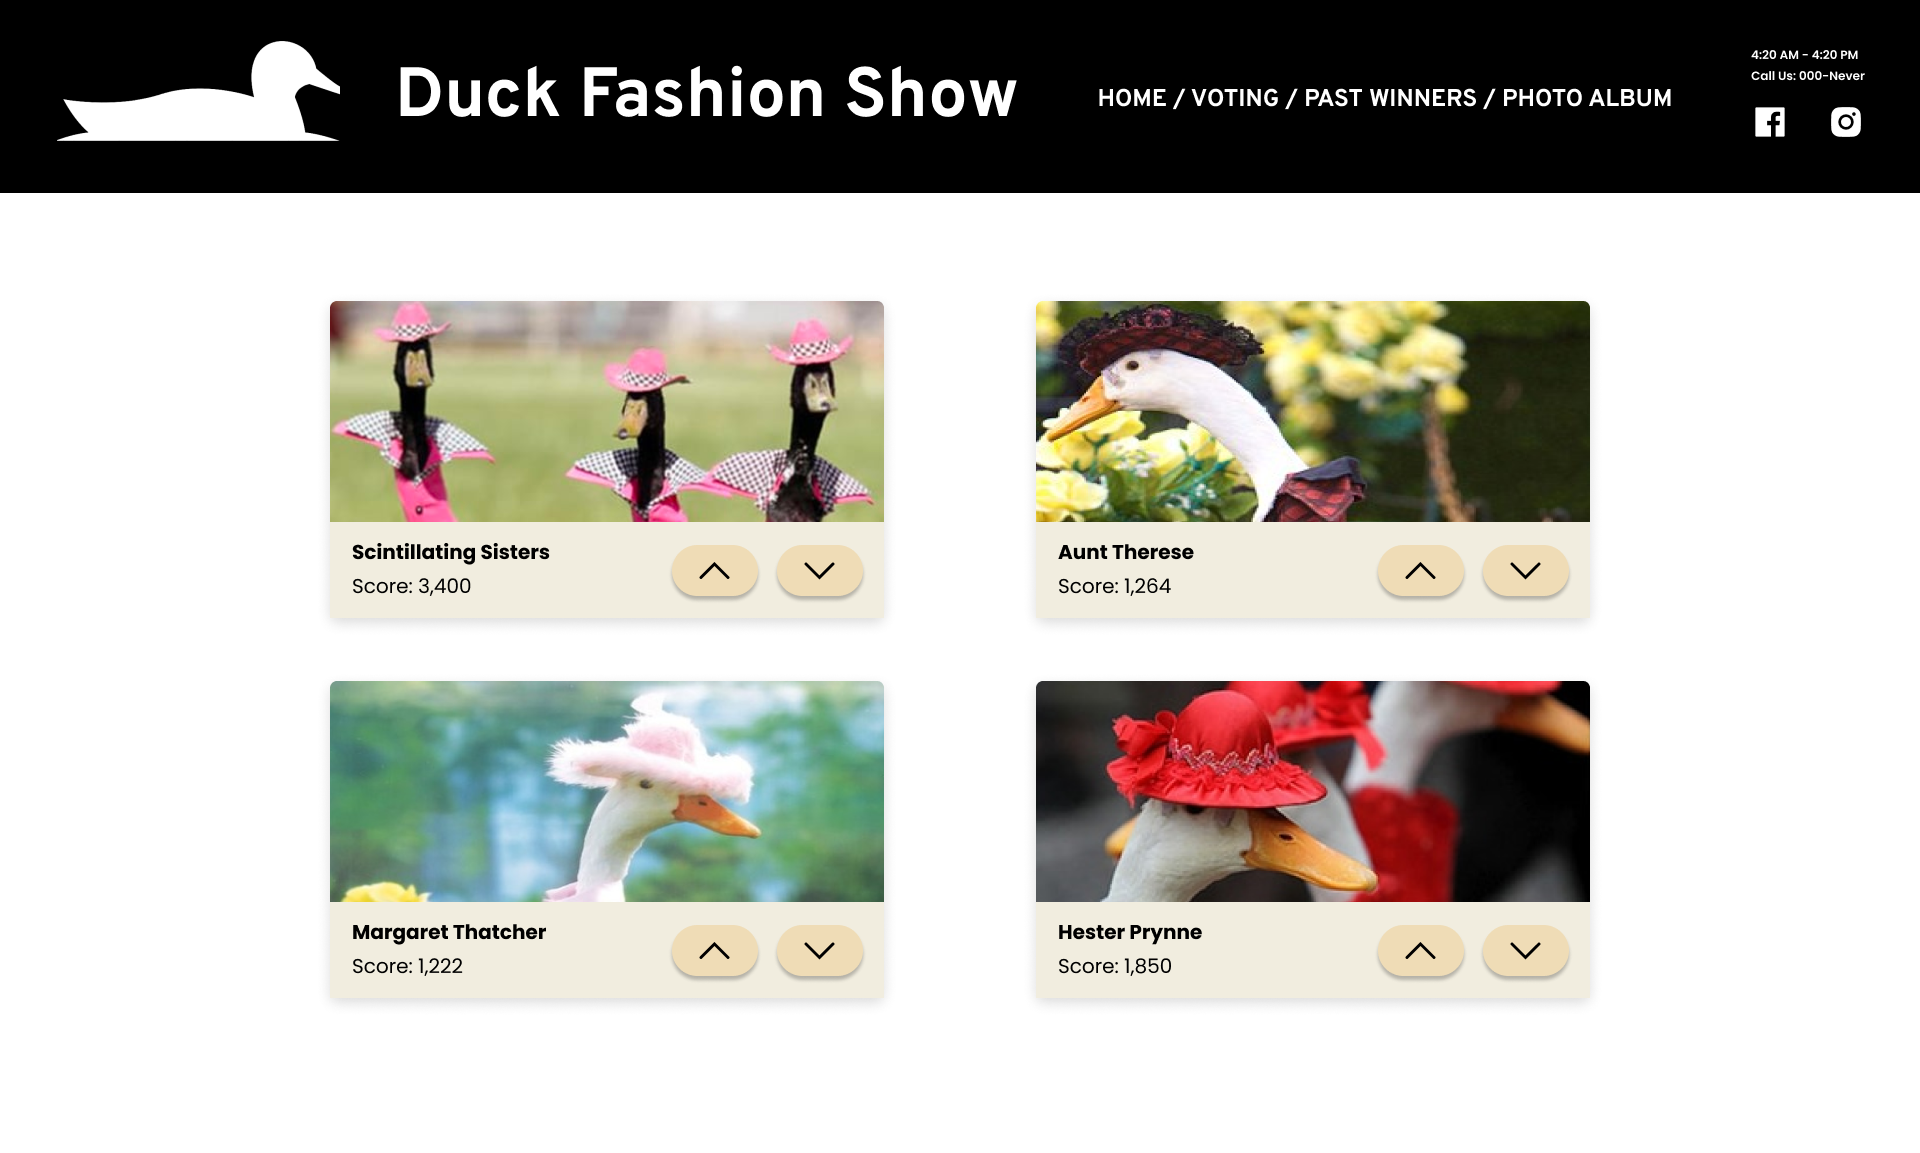 Duck Fashion Show
HOME / VOTING / PAST WINNERS / PHOTO ALBUM
4:20 AM - 4:20 PM
Call Us: 000-Never
Scintillating Sisters
Score: 3,400
Aunt Therese
Score: 1,264
Margaret Thatcher
Score: 1,222
Hester Prynne
Score: 1,850